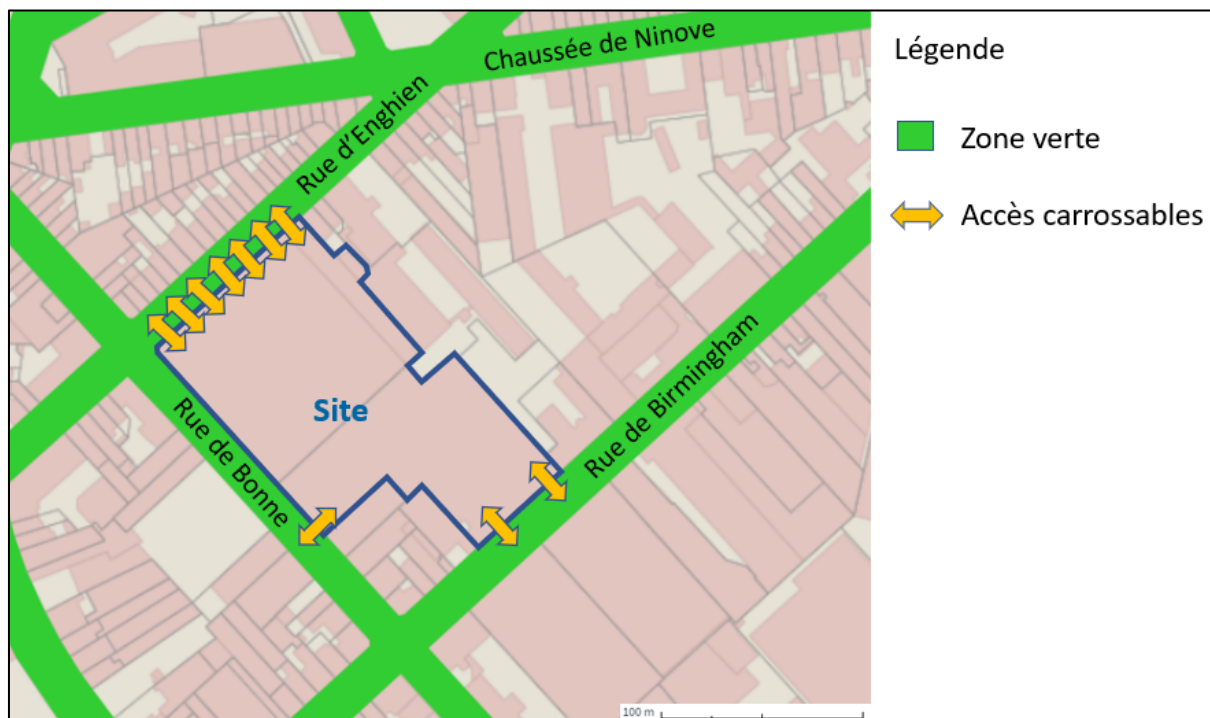 Chaussée de Ninove
Rue d'Enghien
Rue de Birmingham
Rue de Bonne
Site
100 m
Légende
Zone verte
Accès carrossables